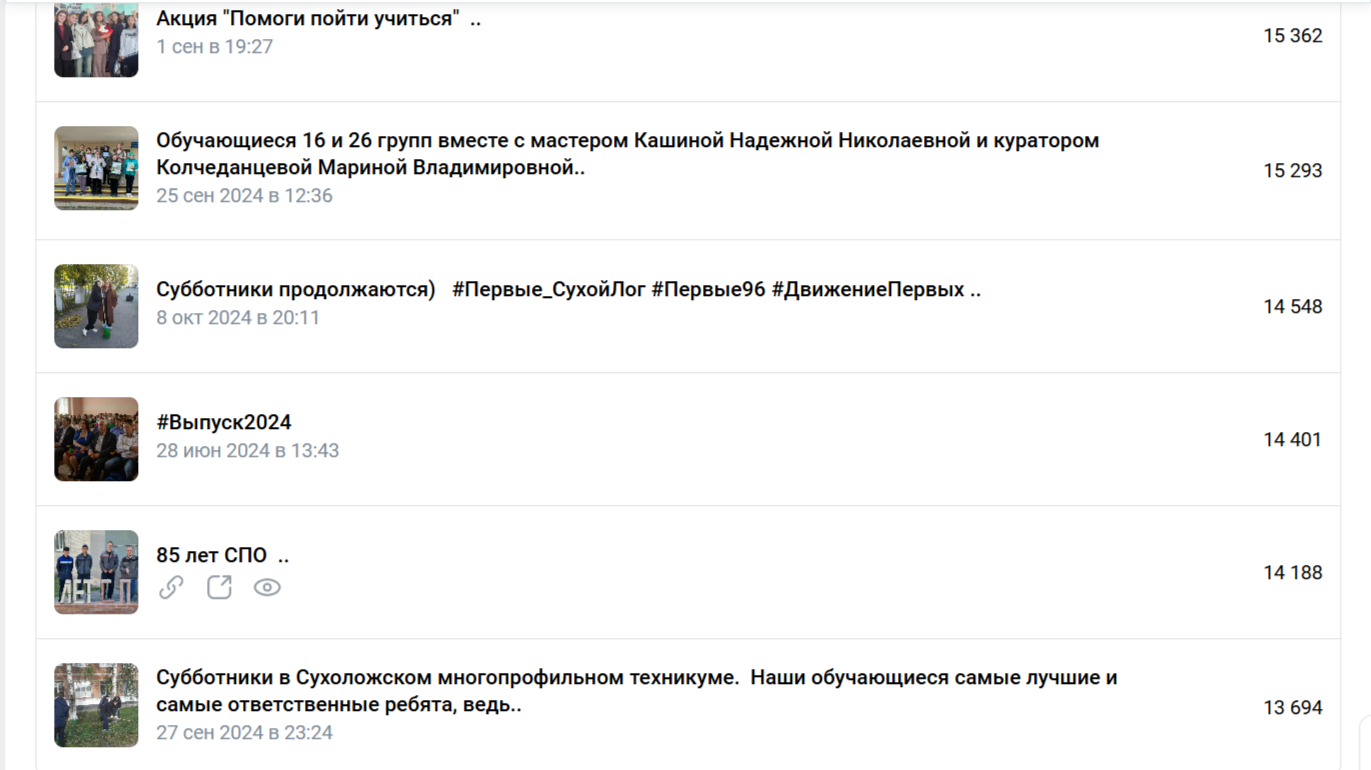 Акция "Помоги пойти учиться" ..
1 сен в 19:27
15 362
Обучающиеся 16 и 26 групп вместе с мастером Кашиной Надежной Николаевной и куратором
Колчеданцевой Мариной Владимировной..
25 сен 2024 в 12:36
15 293
Субботники продолжаются) #Первые_СухойЛог #Первые96 #ДвижениеПервых ..
8 окт 2024 в 20:11
14 548
#Выпуск2024
28 июн 2024 в 13:43
14 401
85 лет СПО ..
14 188
ЛЕТ
Субботники в Сухоложском многопрофильном техникуме. Наши обучающиеся самые лучшие и
самые ответственные ребята, ведь..
27 сен 2024 в 23:24
13 694